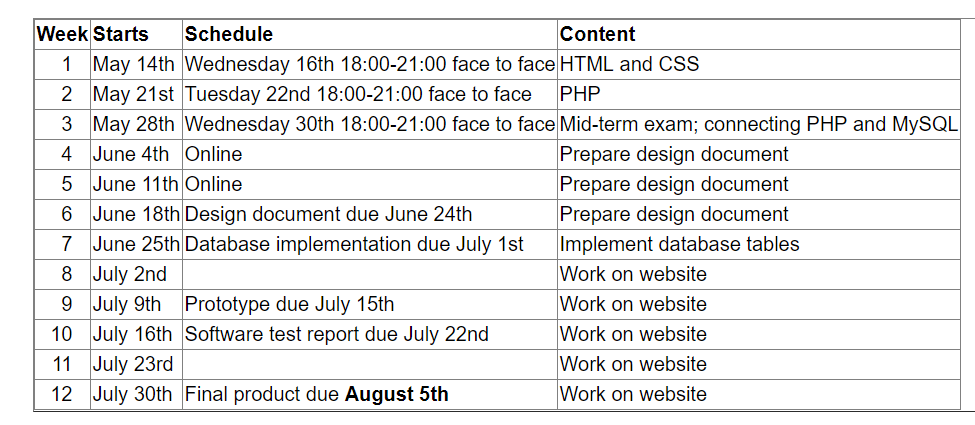 Week Starts Schedule Content
1 May 14th Wednesday 16th 18:00-21:00 face to face HTML and CSS
2 May 21st Tuesday 22nd 18:00-21:00 face to face PHP
3 May 28th Wednesday 30th 18:00-21:00 face to face Mid-term exam; connecting PHP and MySQL
4 June 4th Online Prepare design document
5 June 11th Online Prepare design document
6 June 18th Design document due June 24th Prepare design document
7 June 25th Database implementation due July 1st Implement database tables
8 July 2nd Work on website
9 July 9th Prototype due July 15th Work on website
10 July 16th Software test report due July 22nd Work on website
11 July 23rd Work on website
12 July 30th Final product due August 5th Work on website